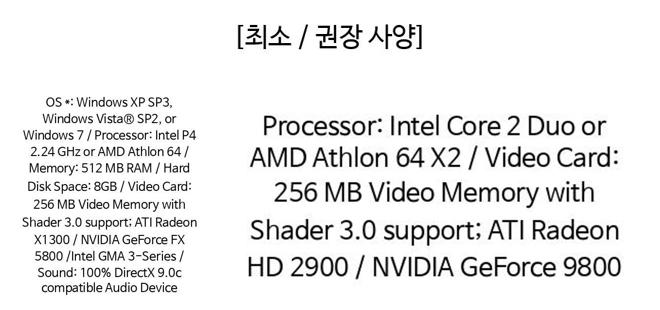 [최소 / 권장 사양]
OS *: Windows XP SP3,
Windows Vista® SP2, or
Windows 7 / Processor: Intel P4
2.24 GHz or AMD Athlon 64 /
Memory: 512 MB RAM / Hard
Disk Space: 8GB / Video Card:
256 MB Video Memory with
Shader 3.0 support; ATI Radeon
X1300 / NVIDIA GeForce FX
5800 /Intel GMA 3-Series /
Sound: 100% DirectX 9.0c
compatible Audio Device
Processor: Intel Core 2 Duo or
AMD Athlon 64 X2 / Video Card:
256 MB Video Memory with
Shader 3.0 support; ATI Radeon
HD 2900 / NVIDIA GeForce 9800